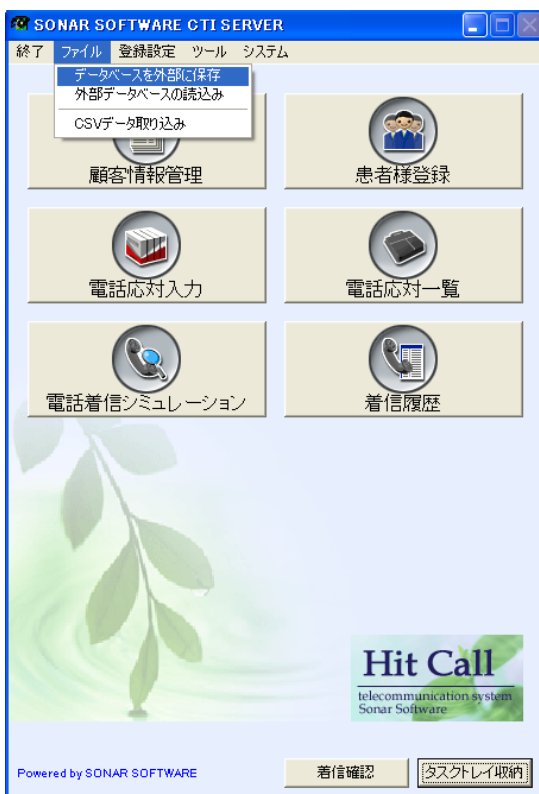 SONAR SOFTWARE CTI SERVER
終了 ファイル 登録設定 ツール システム
データベースを外部に保存
外部データベースの読込み
CSVデータ取り込み
顧客情報管理 患者様登録
電話応対入力 電話応対一覧
電話着信シミュレーション 着信履歴
Hit Call
telecommunication system
Sonar Software
Powered by SONAR SOFTWARE 着信確認 タスクトレイ収納